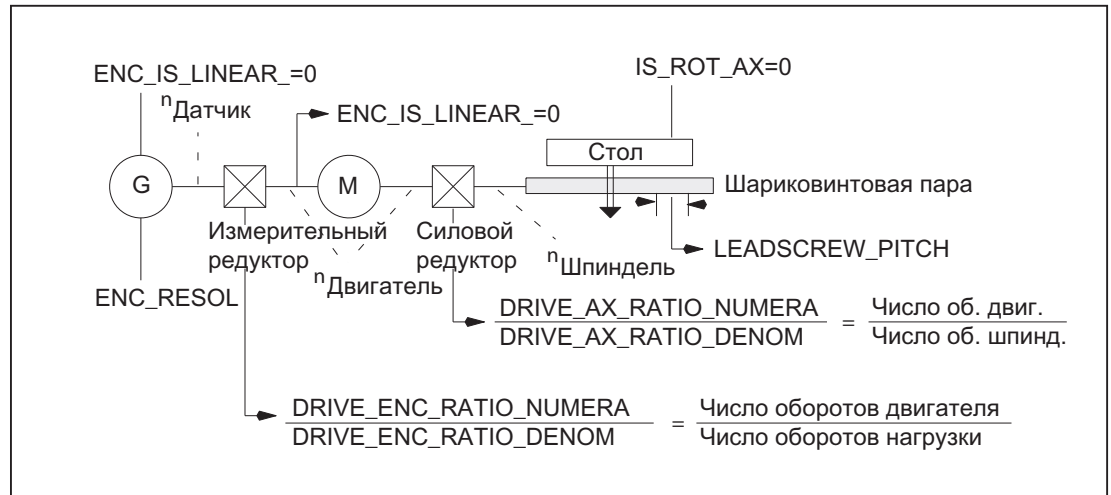 ENC_IS_LINEAR_=0
IS_ROT_AX=0
nДатчик
ENC_IS_LINEAR_=0
Стол
G
M
Шариковинтовая пара
Измерительный
редуктор
Силовой
редуктор
nДвигатель
nШпиндель
LEADSCREW_PITCH
ENC_RESOL
DRIVE_AX_RATIO_NUMERA
DRIVE_AX_RATIO_DENOM
=
Число об. двиг.
Число об. шпинд.
DRIVE_ENC_RATIO_NUMERA
DRIVE_ENC_RATIO_DENOM
=
Число оборотов двигателя
Число оборотов нагрузки